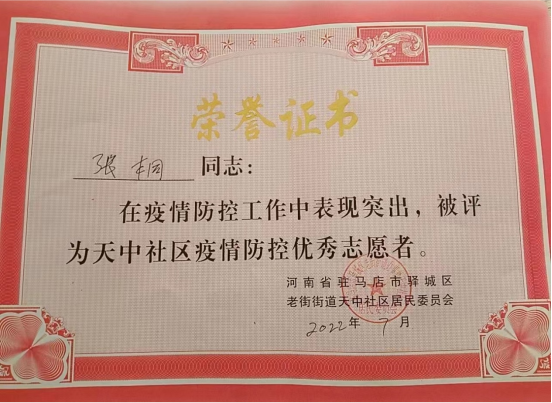 荣誉证书
张桐 同志：
在疫情防控工作中表现突出，被评
为天中社区疫情防控优秀志愿者。
河南省驻马店市驿城区
老街街道天中社区居民委员会
2022年7月